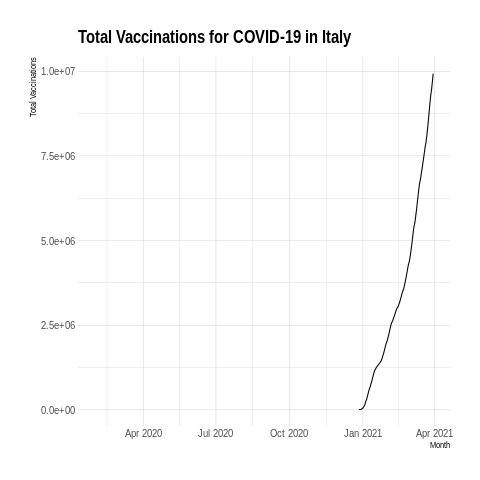 Total Vaccinations for COVID-19 in Italy
Total Vaccinations
1.0e+07
7.5e+06
5.0e+06
2.5e+06
0.0e+00
Apr 2020 Jul 2020 Oct 2020 Jan 2021 Apr 2021
Month